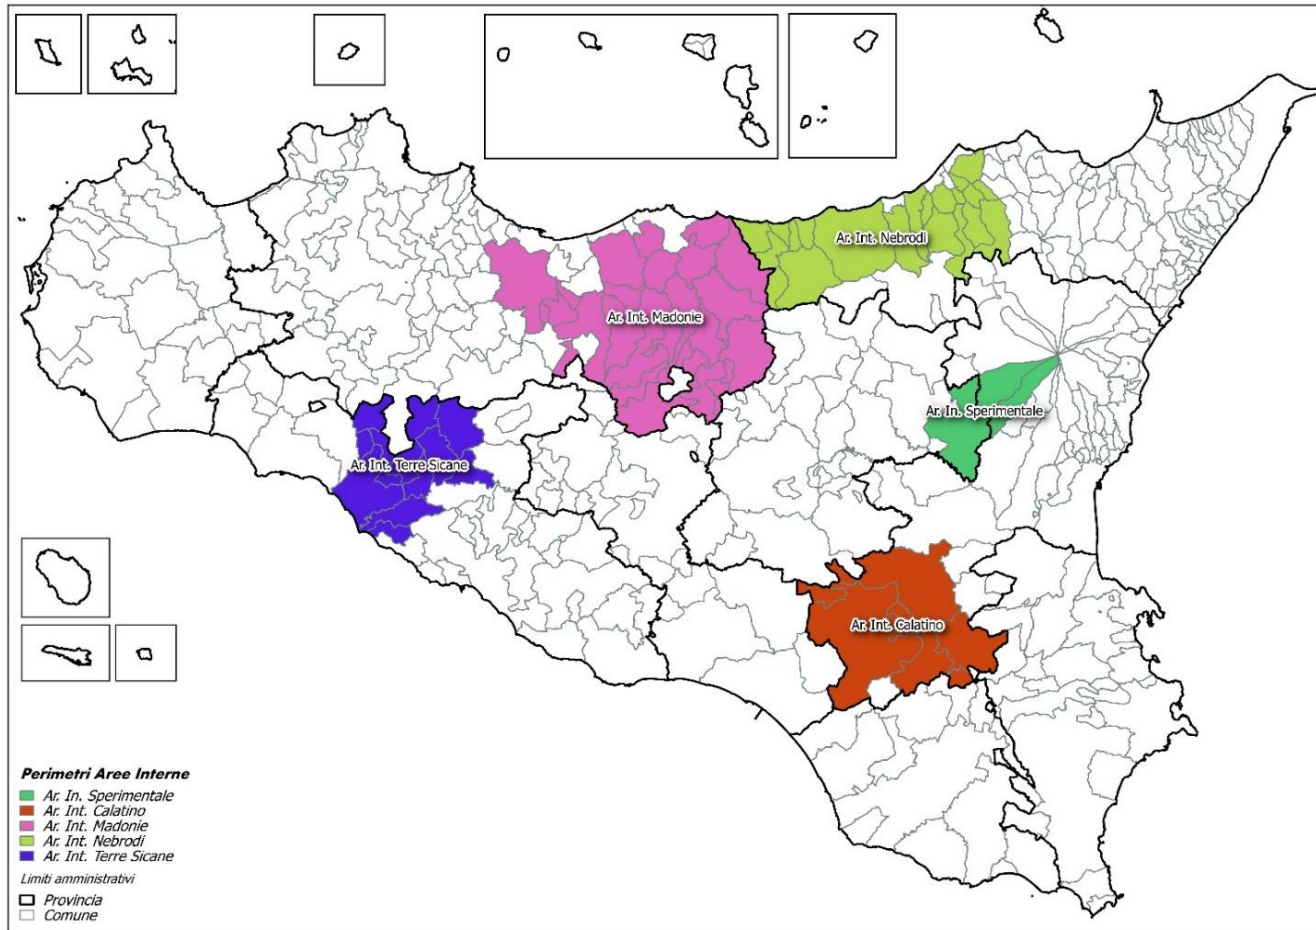 Ar. Int. Nebrodi
Ar. Int. Madonie
Ar. In. Sperimentale
Ar. Int. Terre Sicane
Ar. Int. Calatino
Perimetri Aree Interne
Ar. In. Sperimentale
Ar. Int. Calatino
Ar. Int. Madonie
Ar. Int. Nebrodi
Ar. Int. Terre Sicane
Limiti amministrativi
Provincia
Comune